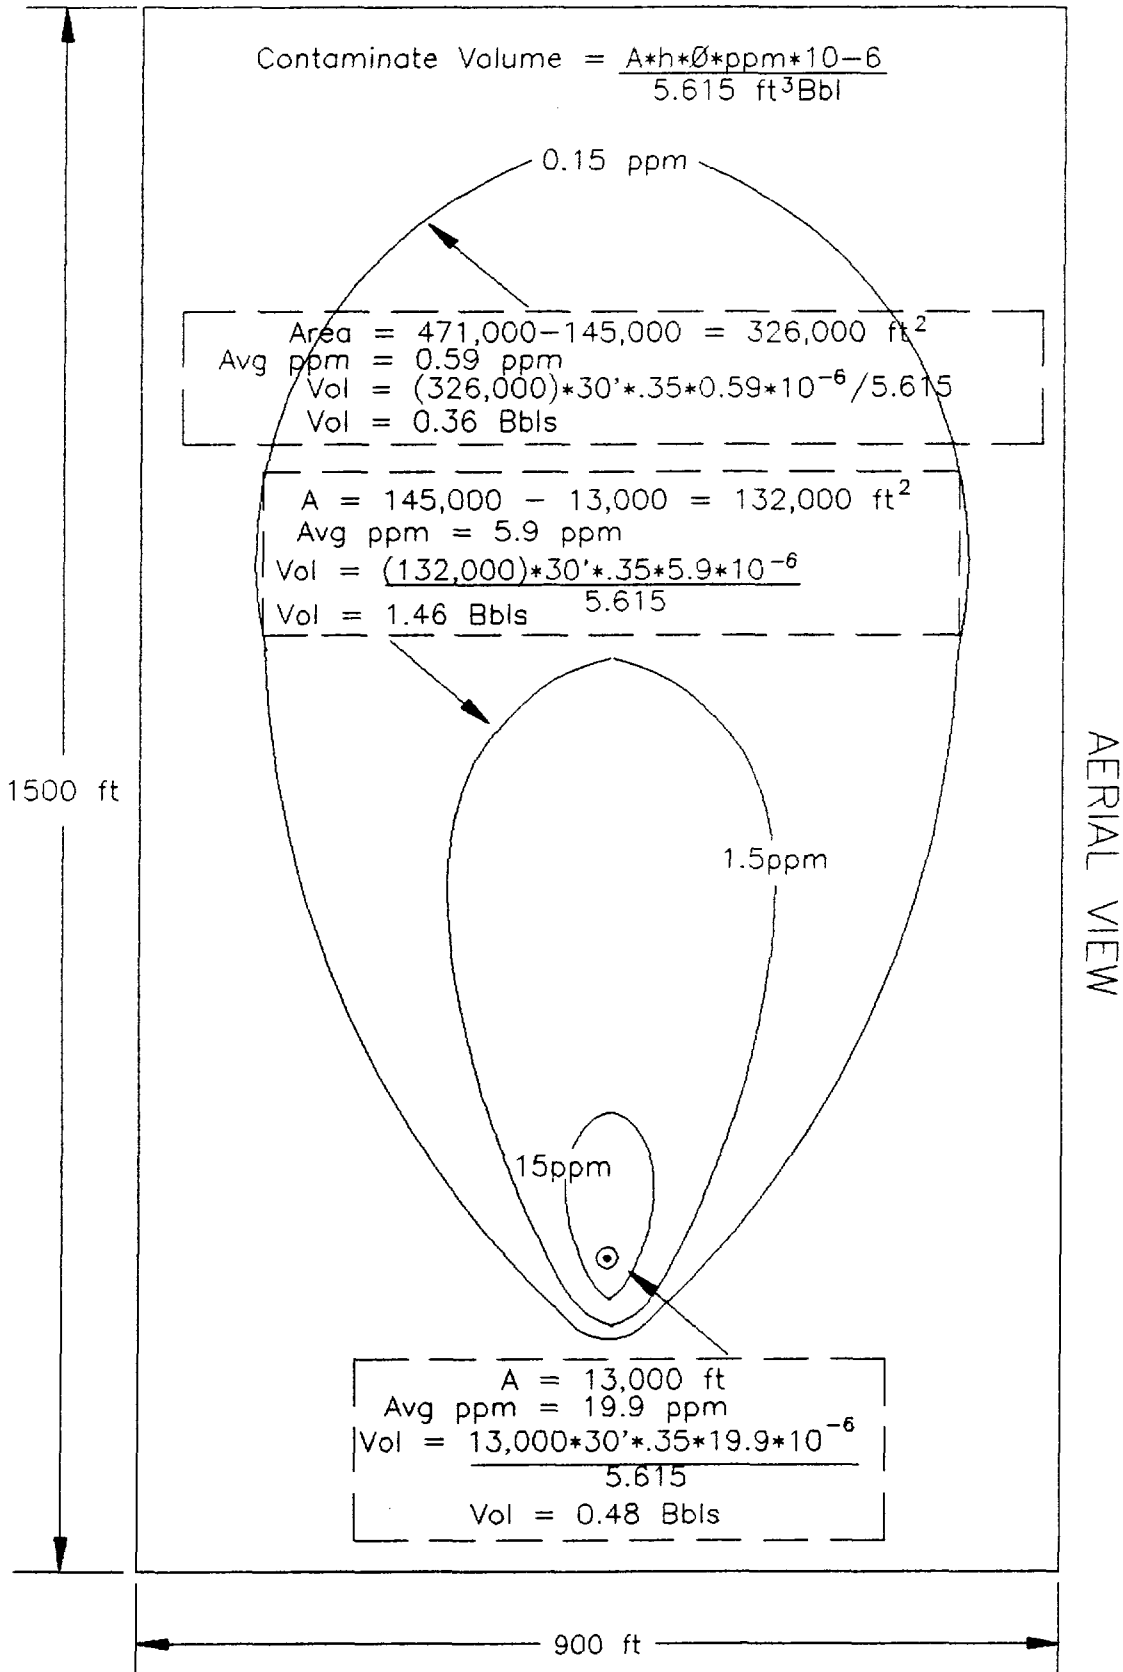 Contaminate Volume = A*h*Ø*ppm*10-6
5.615 ft³Bbl
0.15 ppm
Area = 471,000-145,000 = 326,000 ft²
Avg ppm = 0.59 ppm
Vol = (326,000)*30'*.35*0.59*10⁻⁶/5.615
Vol = 0.36 Bbls
A = 145,000 - 13,000 = 132,000 ft²
Avg ppm = 5.9 ppm
Vol = (132,000)*30'*.35*5.9*10⁻⁶
5.615
Vol = 1.46 Bbls
1500 ft
AERIAL VIEW
1.5ppm
15ppm
A = 13,000 ft
Avg ppm = 19.9 ppm
Vol = 13,000*30'*.35*19.9*10⁻⁶
5.615
Vol = 0.48 Bbls
900 ft